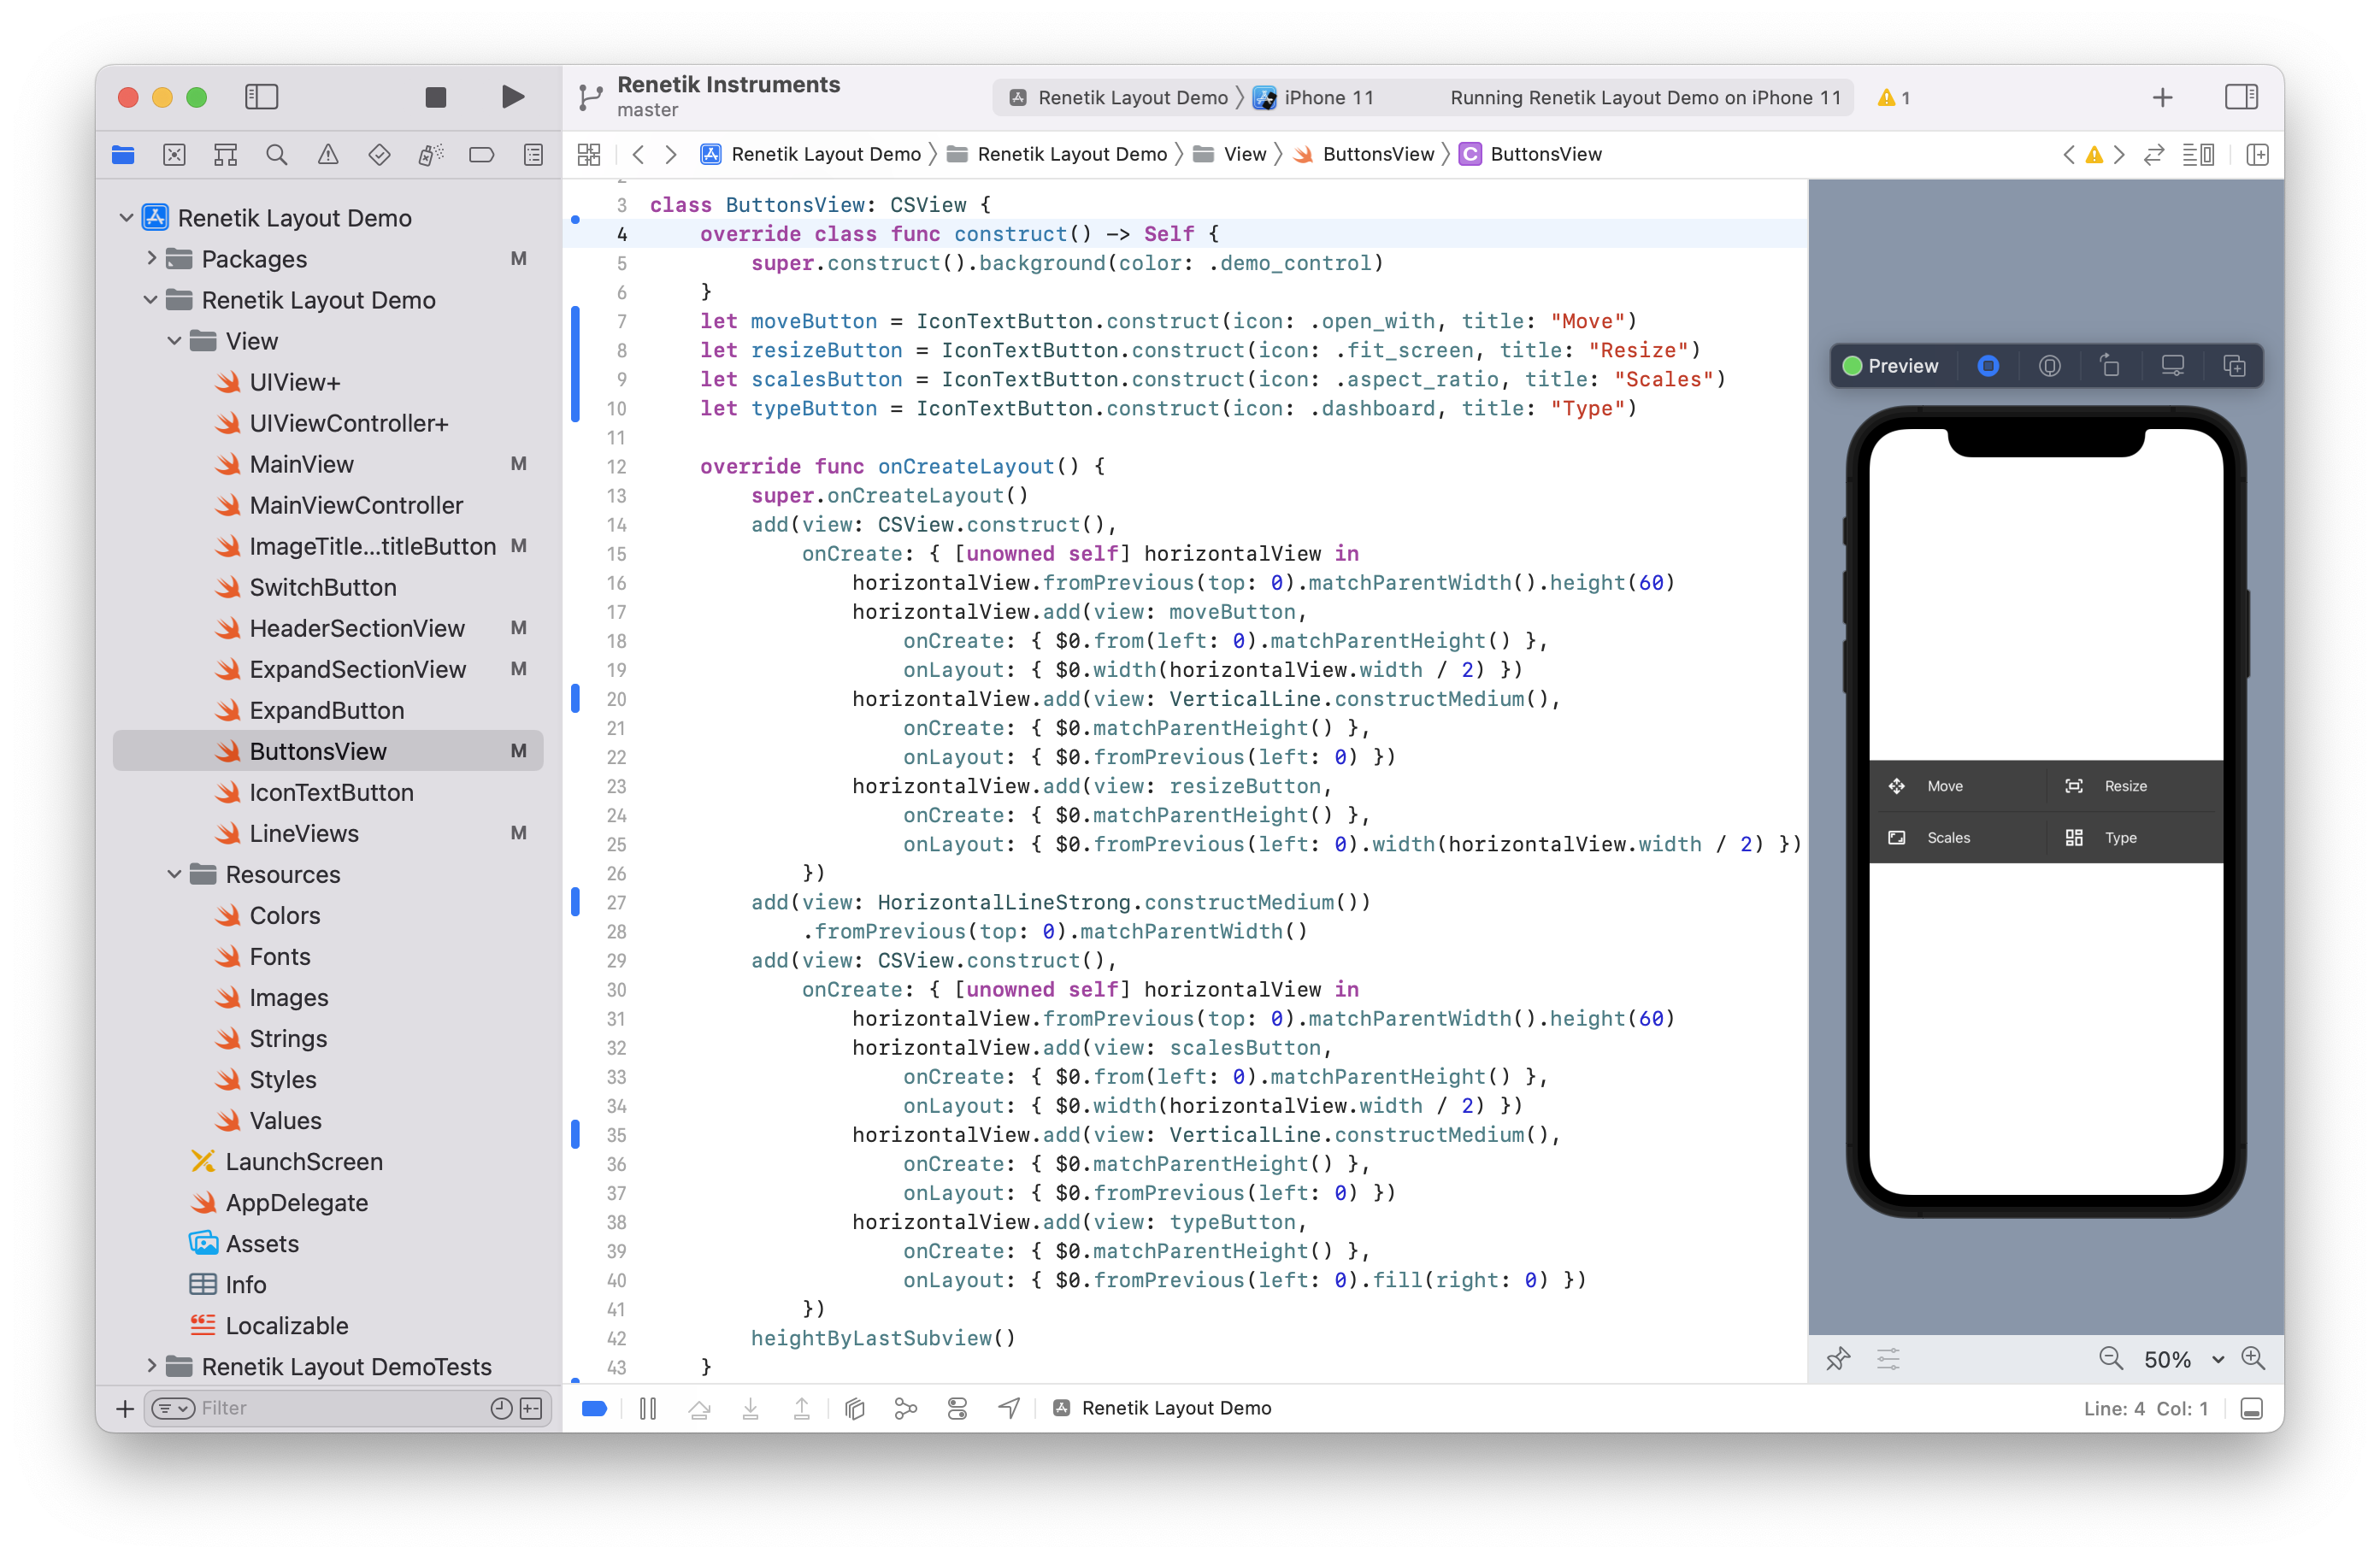 Renetik Instruments
master
Renetik Layout Demo
iPhone 11
Running Renetik Layout Demo on iPhone 11
1
Renetik Layout Demo
Renetik Layout Demo
View
ButtonsView
C
ButtonsView
Renetik Layout Demo
Packages M
Renetik Layout Demo
View
UIView+
UIViewController+
MainView M
MainViewController
ImageTitle...titleButton M
SwitchButton
HeaderSectionView M
ExpandSectionView M
ExpandButton
ButtonsView M
IconTextButton
LineViews M
Resources
Colors
Fonts
Images
Strings
Styles
Values
LaunchScreen
AppDelegate
Assets
Info
Localizable
Renetik Layout DemoTests
Filter
3 class ButtonsView: CSView {
4 override class func construct() -> Self {
5 super.construct().background(color: .demo_control)
6 }
7 let moveButton = IconTextButton.construct(icon: .open_with, title: "Move")
8 let resizeButton = IconTextButton.construct(icon: .fit_screen, title: "Resize")
9 let scalesButton = IconTextButton.construct(icon: .aspect_ratio, title: "Scales")
10 let typeButton = IconTextButton.construct(icon: .dashboard, title: "Type")
11
12 override func onCreateLayout() {
13 super.onCreateLayout()
14 add(view: CSView.construct(),
15 onCreate: { [unowned self] horizontalView in
16 horizontalView.fromPrevious(top: 0).matchParentWidth().height(60)
17 horizontalView.add(view: moveButton,
18 onCreate: { $0.from(left: 0).matchParentHeight() },
19 onLayout: { $0.width(horizontalView.width / 2) })
20 horizontalView.add(view: VerticalLine.constructMedium(),
21 onCreate: { $0.matchParentHeight() },
22 onLayout: { $0.fromPrevious(left: 0) })
23 horizontalView.add(view: resizeButton,
24 onCreate: { $0.matchParentHeight() },
25 onLayout: { $0.fromPrevious(left: 0).width(horizontalView.width / 2) })
26 })
27 add(view: HorizontalLineStrong.constructMedium())
28 .fromPrevious(top: 0).matchParentWidth()
29 add(view: CSView.construct(),
30 onCreate: { [unowned self] horizontalView in
31 horizontalView.fromPrevious(top: 0).matchParentWidth().height(60)
32 horizontalView.add(view: scalesButton,
33 onCreate: { $0.from(left: 0).matchParentHeight() },
34 onLayout: { $0.width(horizontalView.width / 2) })
35 horizontalView.add(view: VerticalLine.constructMedium(),
36 onCreate: { $0.matchParentHeight() },
37 onLayout: { $0.fromPrevious(left: 0) })
38 horizontalView.add(view: typeButton,
39 onCreate: { $0.matchParentHeight() },
40 onLayout: { $0.fromPrevious(left: 0).fill(right: 0) })
41 })
42 heightByLastSubview()
43 }
Preview
Move
Resize
Scales
Type
50%
Renetik Layout Demo
Line: 4 Col: 1